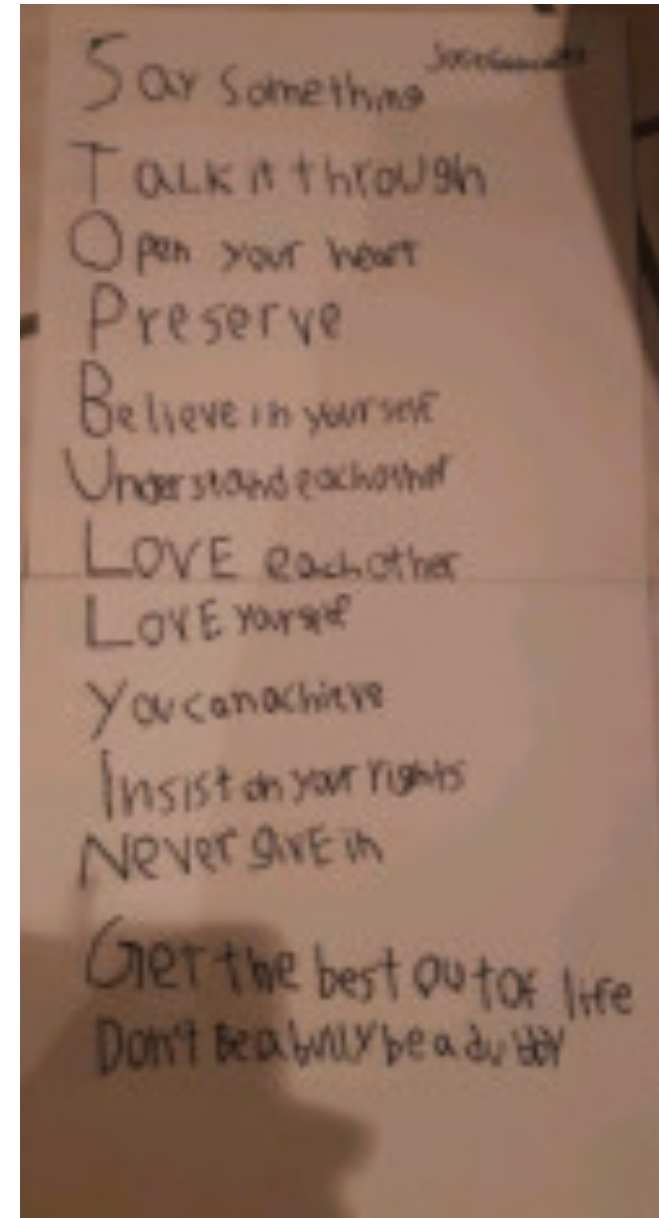 Say Something
TaLK it throUGh
Open your heart
Preserve
Believe in yourself
Understand eachother
LOVE each other
LOVE Yourself
You can achieve
Insist on your rights
Never givE in
GeT the best out of life
Don't Be a bully be a buddy